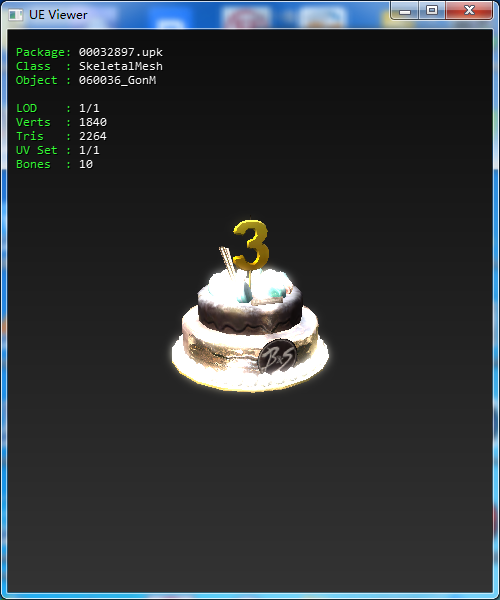 UE Viewer
Package: 00032897.upk
Class : SkeletalMesh
Object : 060036_GonM
LOD : 1/1
Verts : 1840
Tris : 2264
UV Set : 1/1
Bones : 10
3
B&S